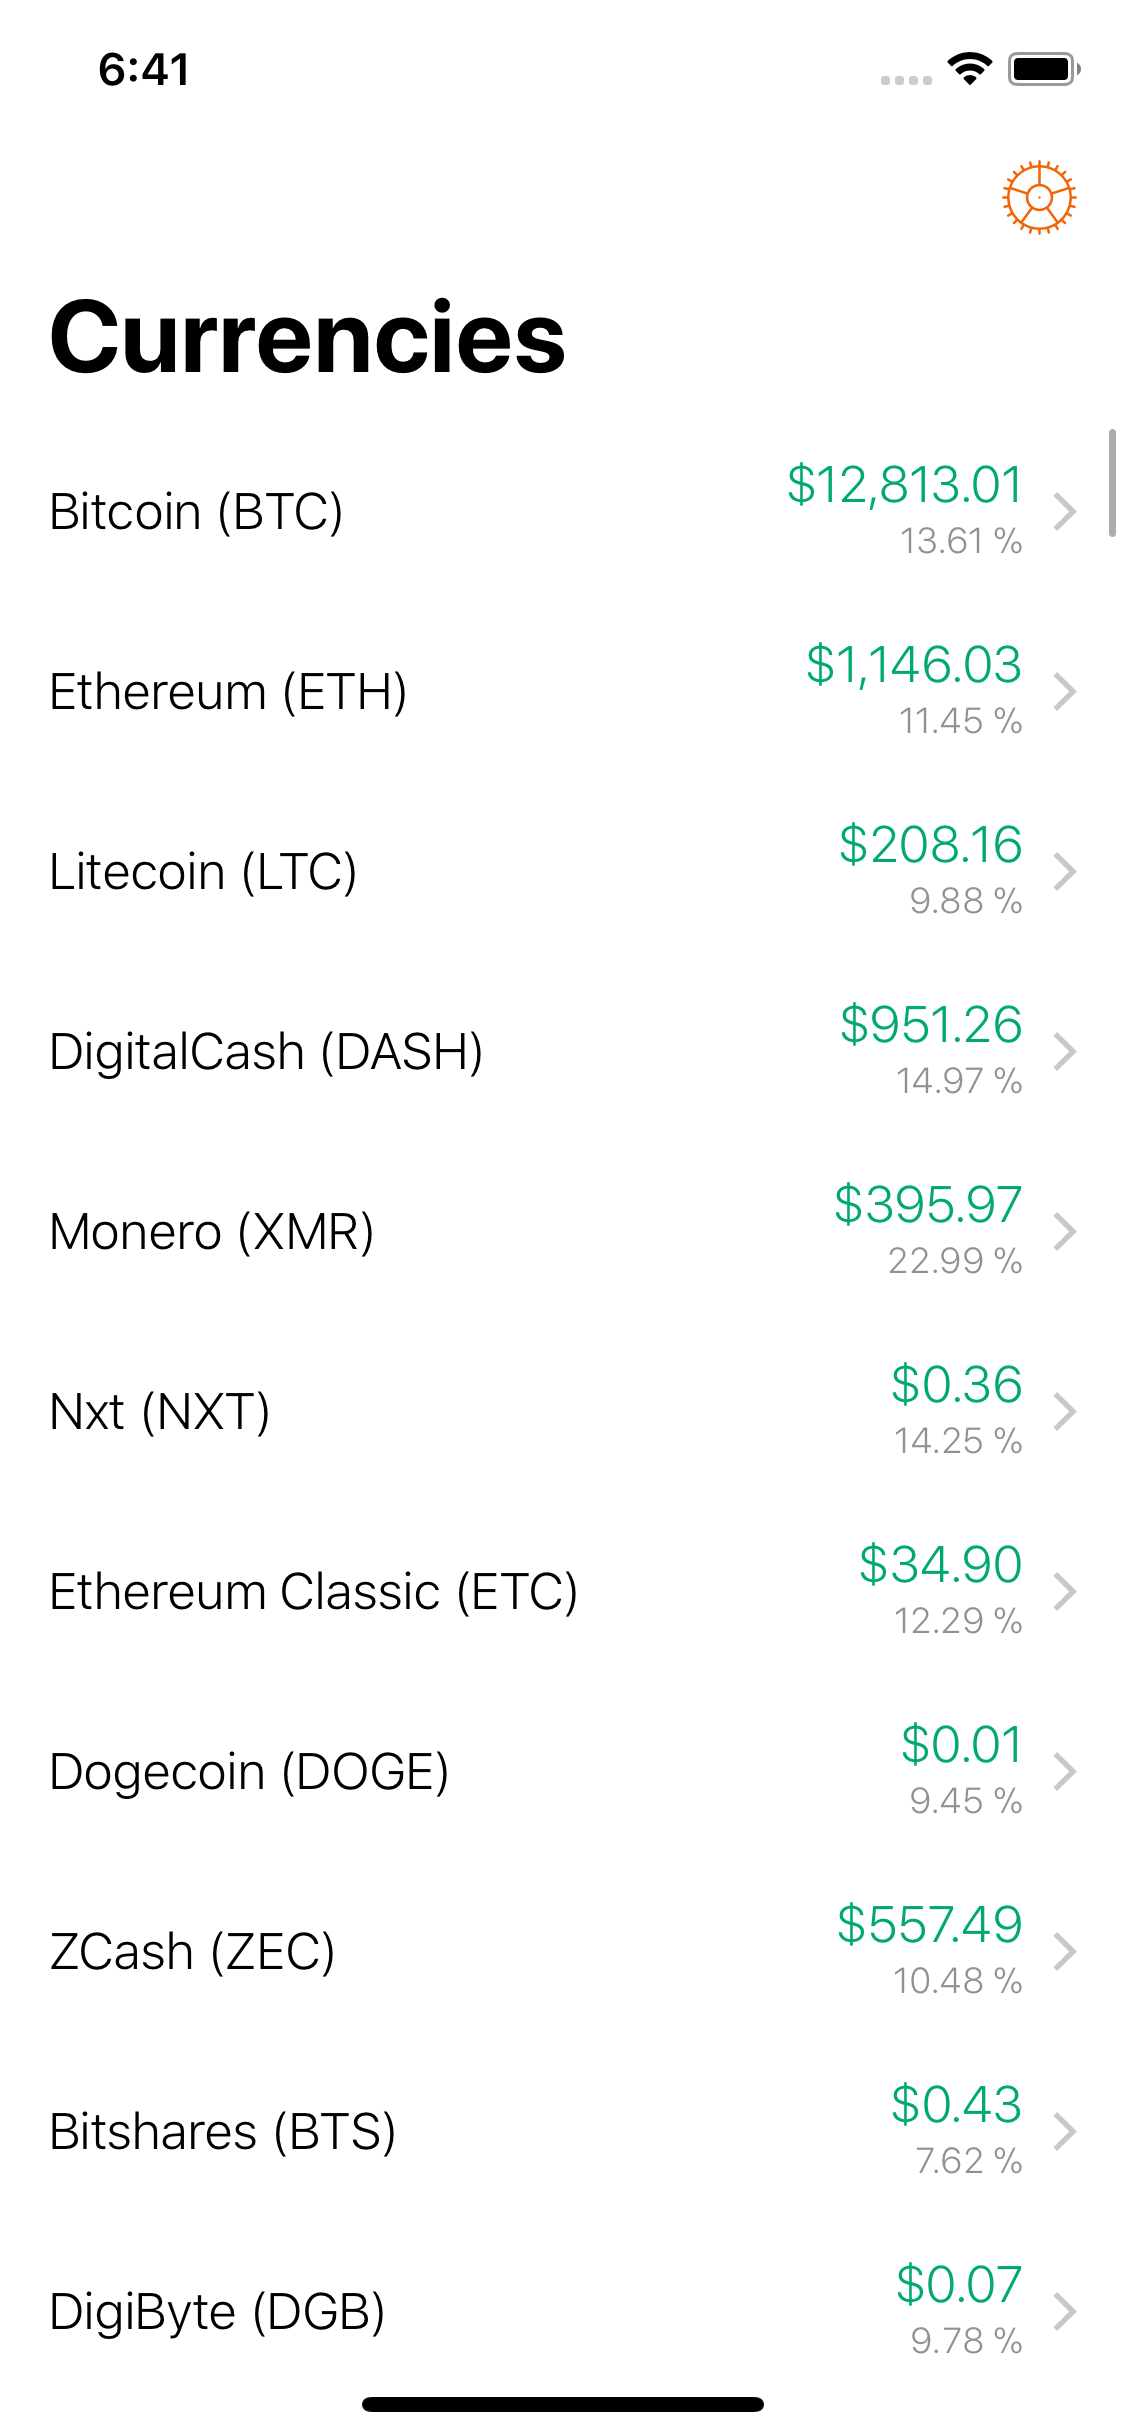 6:41
Currencies
Bitcoin (BTC)
$12,813.01
13.61 %
Ethereum (ETH)
$1,146.03
11.45 %
Litecoin (LTC)
$208.16
9.88 %
DigitalCash (DASH)
$951.26
14.97 %
Monero (XMR)
$395.97
22.99 %
Nxt (NXT)
$0.36
14.25 %
Ethereum Classic (ETC)
$34.90
12.29 %
Dogecoin (DOGE)
$0.01
9.45 %
ZCash (ZEC)
$557.49
10.48 %
Bitshares (BTS)
$0.43
7.62 %
DigiByte (DGB)
$0.07
9.78 %